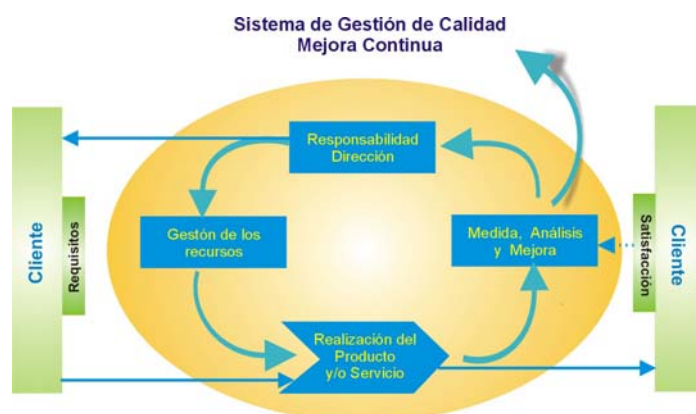 Sistema de Gestión de Calidad
Mejora Continua
Responsabilidad
Dirección
Cliente
Requisitos
Gestón de los
recursos
Medida, Análisis
y Mejora
Satisfacción
Cliente
Realización del
Producto
y/o Servicio